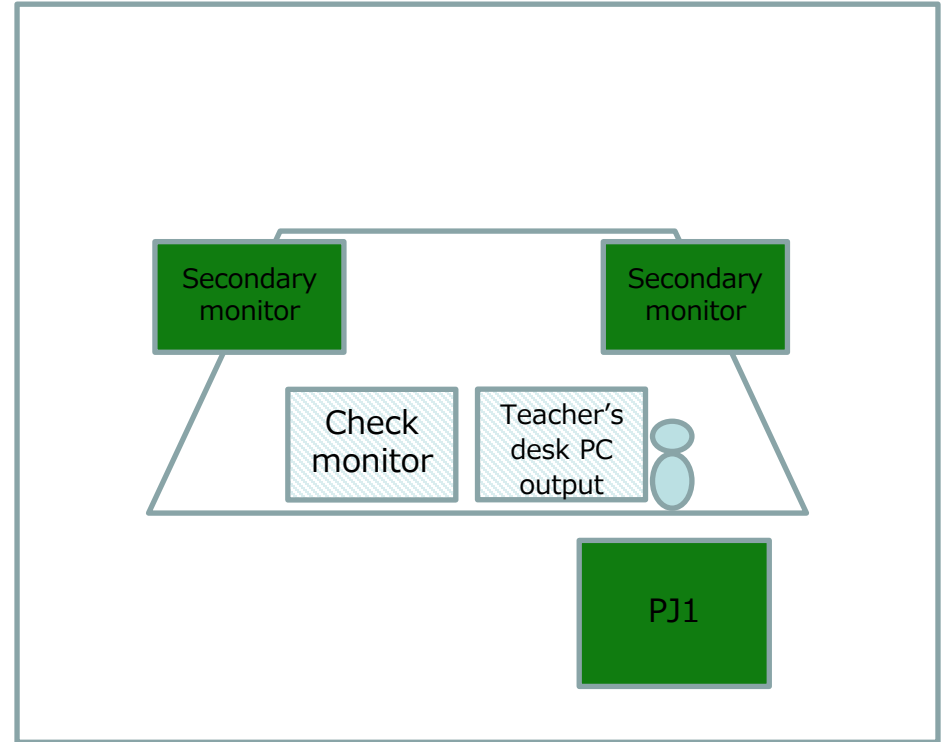 Secondary
monitor
Secondary
monitor
Check
monitor
Teacher’s
desk PC
output
PJ1